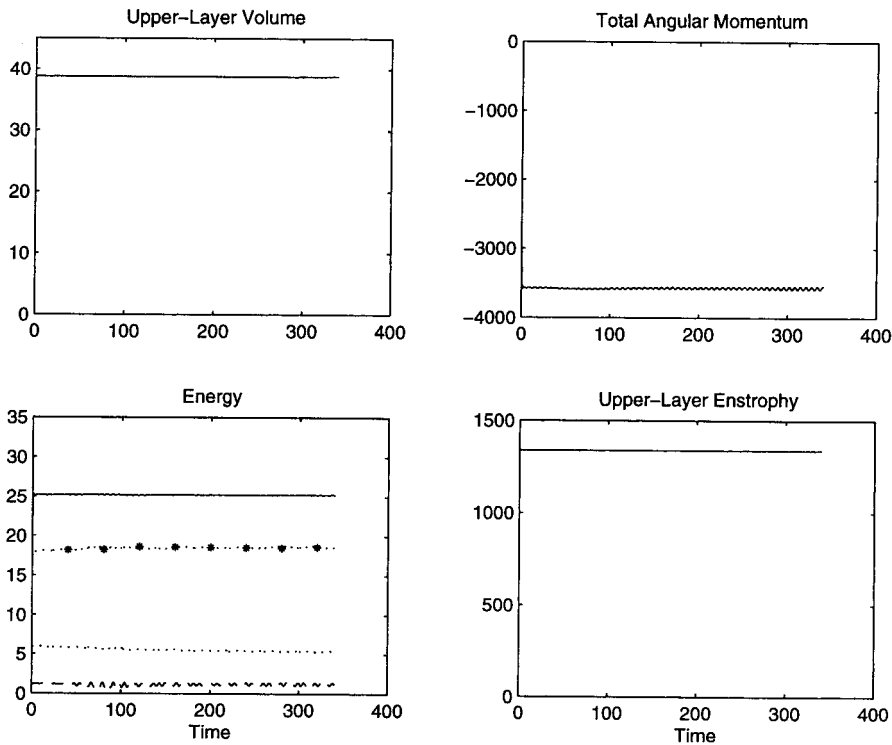 Upper-Layer Volume
40
30
20
10
0
0 100 200 300 400
Total Angular Momentum
0
-1000
-2000
-3000
-4000
0 100 200 300 400
Energy
35
30
25
20
15
10
5
0
0 100 200 300 400
Time
Upper-Layer Enstrophy
1500
1000
500
0
0 100 200 300 400
Time